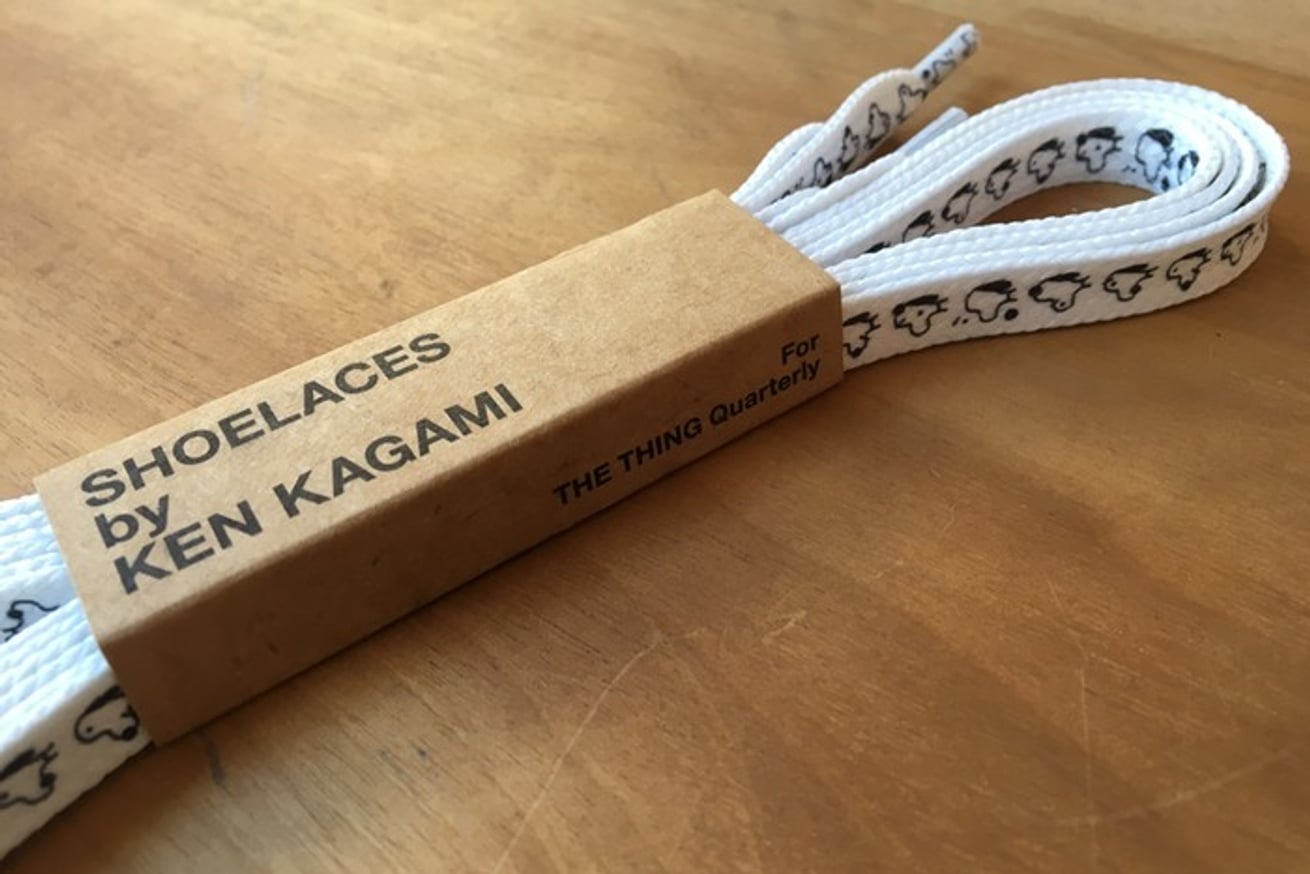 SHOELACES
by
KEN KAGAMI
For
THE THING Quarterly